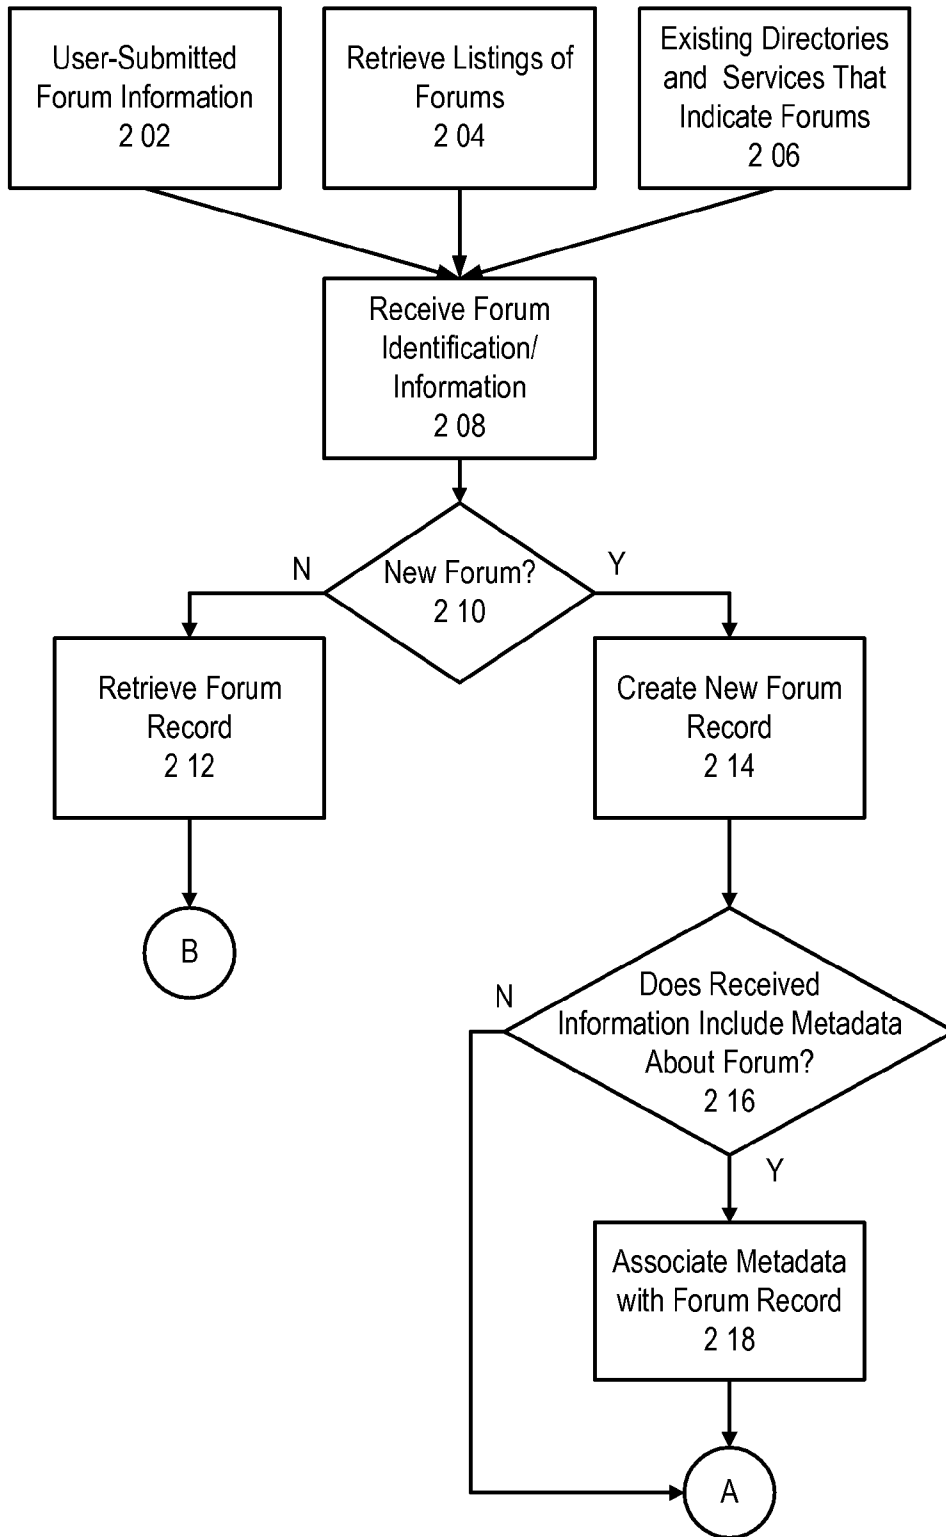 User-Submitted
Forum Information
2 02
Retrieve Listings of
Forums
2 04
Existing Directories
and Services That
Indicate Forums
2 06
Receive Forum
Identification/
Information
2 08
N
New Forum?
2 10
Y
Retrieve Forum
Record
2 12
Create New Forum
Record
2 14
B
N
Does Received
Information Include Metadata
About Forum?
2 16
Y
Associate Metadata
with Forum Record
2 18
A